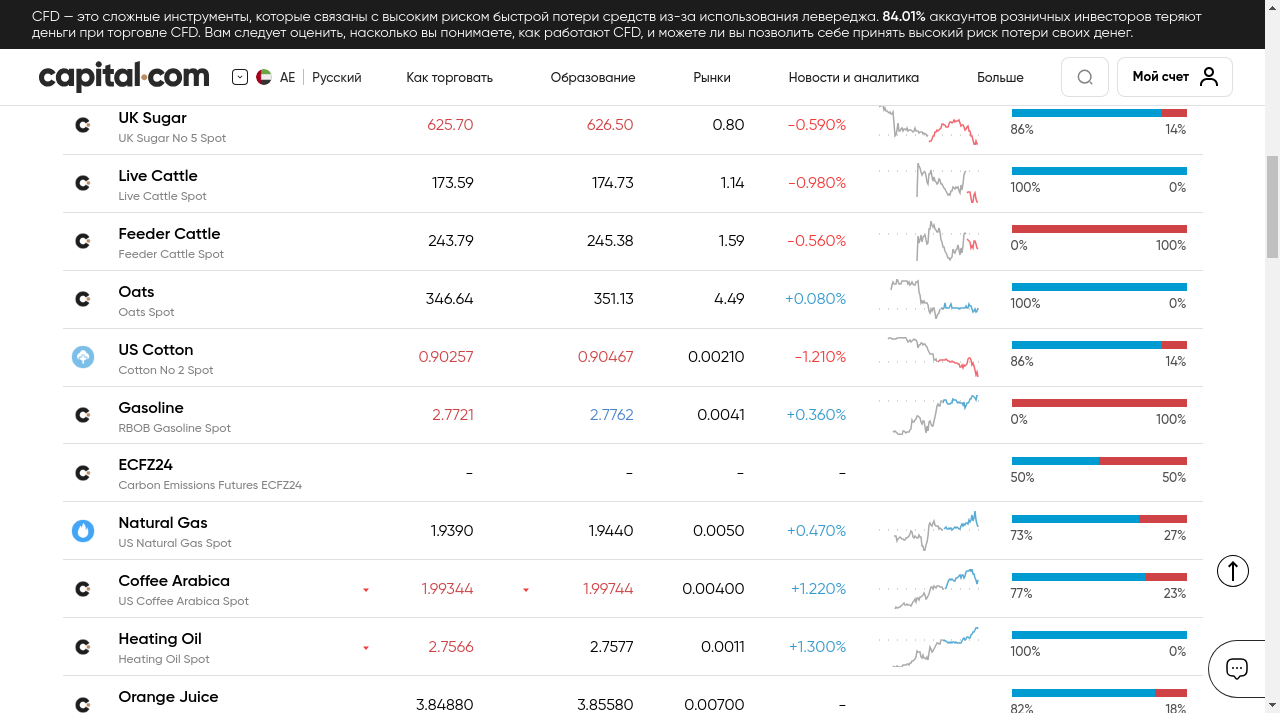 CFD — это сложные инструменты, которые связаны с высоким риском быстрой потери средств из-за использования левереджа. 84.01% аккаунтов розничных инвесторов теряют
деньги при торговле CFD. Вам следует оценить, насколько вы понимаете, как работают CFD, и можете ли вы позволить себе принять высокий риск потери своих денег.
capital.com AE Русский Как торговать Образование Рынки Новости и аналитика Больше Мой счет
UK Sugar 625.70 626.50 0.80 -0.590%
UK Sugar No 5 Spot 86% 14%
Live Cattle 173.59 174.73 1.14 -0.980%
Live Cattle Spot 100% 0%
Feeder Cattle 243.79 245.38 1.59 -0.560%
Feeder Cattle Spot 0% 100%
Oats 346.64 351.13 4.49 +0.080%
Oats Spot 100% 0%
US Cotton 0.90257 0.90467 0.00210 -1.210%
Cotton No 2 Spot 86% 14%
Gasoline 2.7721 2.7762 0.0041 +0.360%
RBOB Gasoline Spot 0% 100%
ECFZ24 - - - -
Carbon Emissions Futures ECFZ24 50% 50%
Natural Gas 1.9390 1.9440 0.0050 +0.470%
US Natural Gas Spot 73% 27%
Coffee Arabica 1.99344 1.99744 0.00400 +1.220%
US Coffee Arabica Spot 77% 23%
Heating Oil 2.7566 2.7577 0.0011 +1.300%
Heating Oil Spot 100% 0%
Orange Juice 3.84880 3.85580 0.00700 -
82% 18%